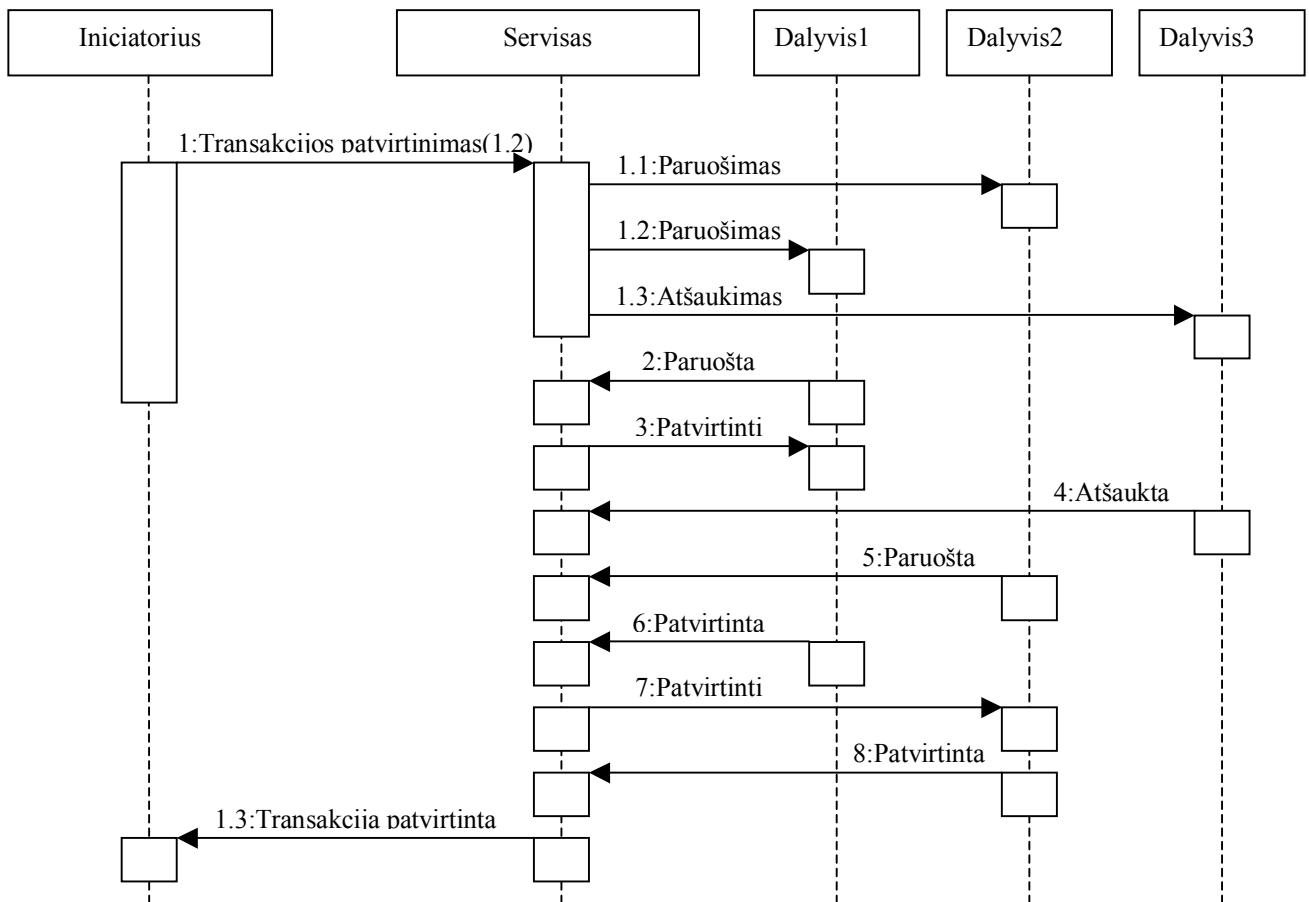 Iniciatorius
Servisas
Dalyvis1
Dalyvis2
Dalyvis3
1:Transakcijos patvirtinimas(1.2)
1.1:Paruošimas
1.2:Paruošimas
1.3:Atšaukimas
2:Paruošta
3:Patvirtinti
4:Atšaukta
5:Paruošta
6:Patvirtinta
7:Patvirtinti
8:Patvirtinta
1.3:Transakcija patvirtinta